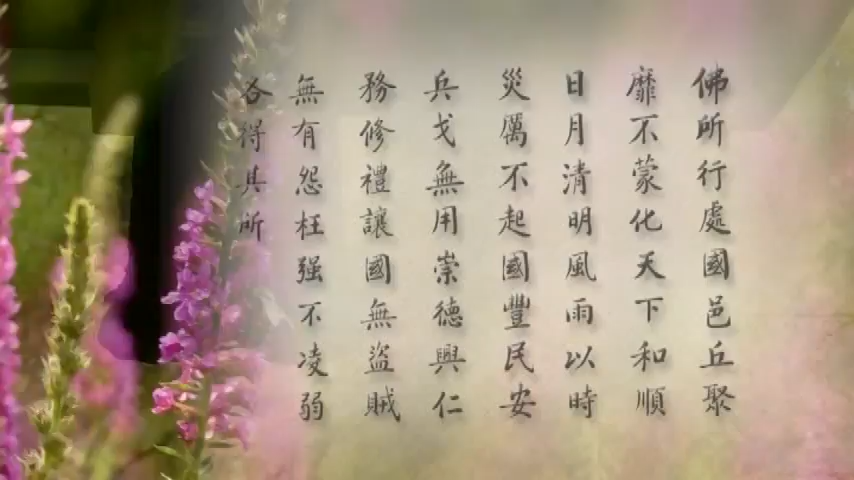 佛所行處國邑丘聚
靡不蒙化天下和順
日月清明風雨以時
災厲不起國豐民安
兵戈無用崇德興仁
務修禮讓國無盜賊
無有怨枉强不凌弱
各得其所